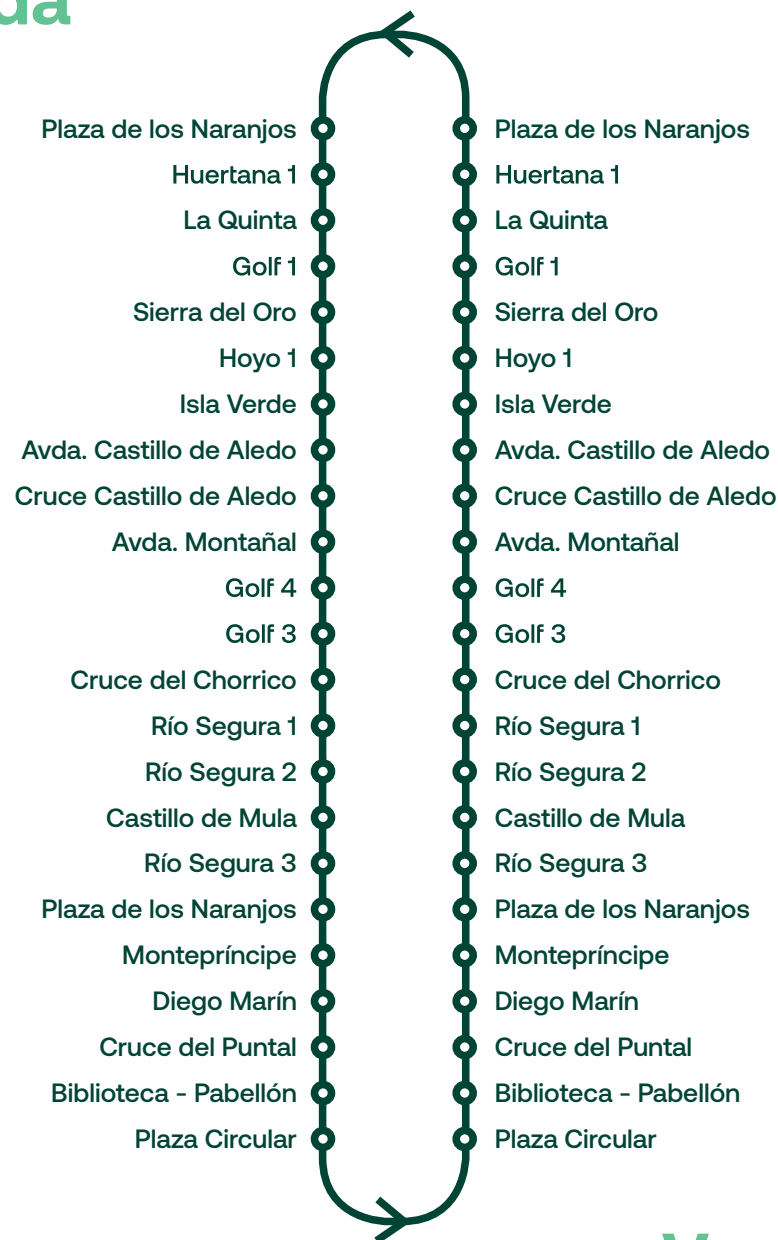 Plaza de los Naranjos
Huertana 1
La Quinta
Golf 1
Sierra del Oro
Hoyo 1
Isla Verde
Avda. Castillo de Aledo
Cruce Castillo de Aledo
Avda. Montañal
Golf 4
Golf 3
Cruce del Chorrico
Río Segura 1
Río Segura 2
Castillo de Mula
Río Segura 3
Plaza de los Naranjos
Montepríncipe
Diego Marín
Cruce del Puntal
Biblioteca - Pabellón
Plaza Circular
Plaza de los Naranjos
Huertana 1
La Quinta
Golf 1
Sierra del Oro
Hoyo 1
Isla Verde
Avda. Castillo de Aledo
Cruce Castillo de Aledo
Avda. Montañal
Golf 4
Golf 3
Cruce del Chorrico
Río Segura 1
Río Segura 2
Castillo de Mula
Río Segura 3
Plaza de los Naranjos
Montepríncipe
Diego Marín
Cruce del Puntal
Biblioteca - Pabellón
Plaza Circular